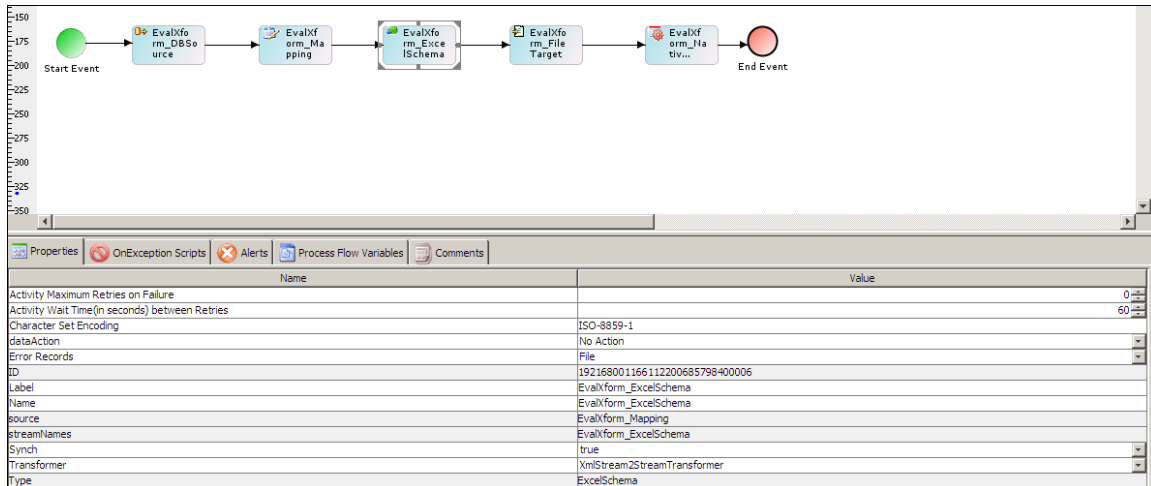 -150
-175
-200
-225
-250
-275
-300
-325
-350
Start Event
EvalXfo
rm_DBSo
urce
EvalXf
orm_Ma
pping
EvalXfo
rm_Exce
lSchema
EvalXfo
rm_File
Target
EvalXf
orm_Na
tiv...
End Event
Properties OnException Scripts Alerts Process Flow Variables Comments
Name Value
Activity Maximum Retries on Failure 0
Activity Wait Time(in seconds) between Retries 60
Character Set Encoding ISO-8859-1
dataAction No Action
Error Records File
ID 192168001166112200685798400006
Label EvalXform_ExcelSchema
Name EvalXform_ExcelSchema
source EvalXform_Mapping
streamNames EvalXform_ExcelSchema
Synch true
Transformer XmlStream2StreamTransformer
Type ExcelSchema